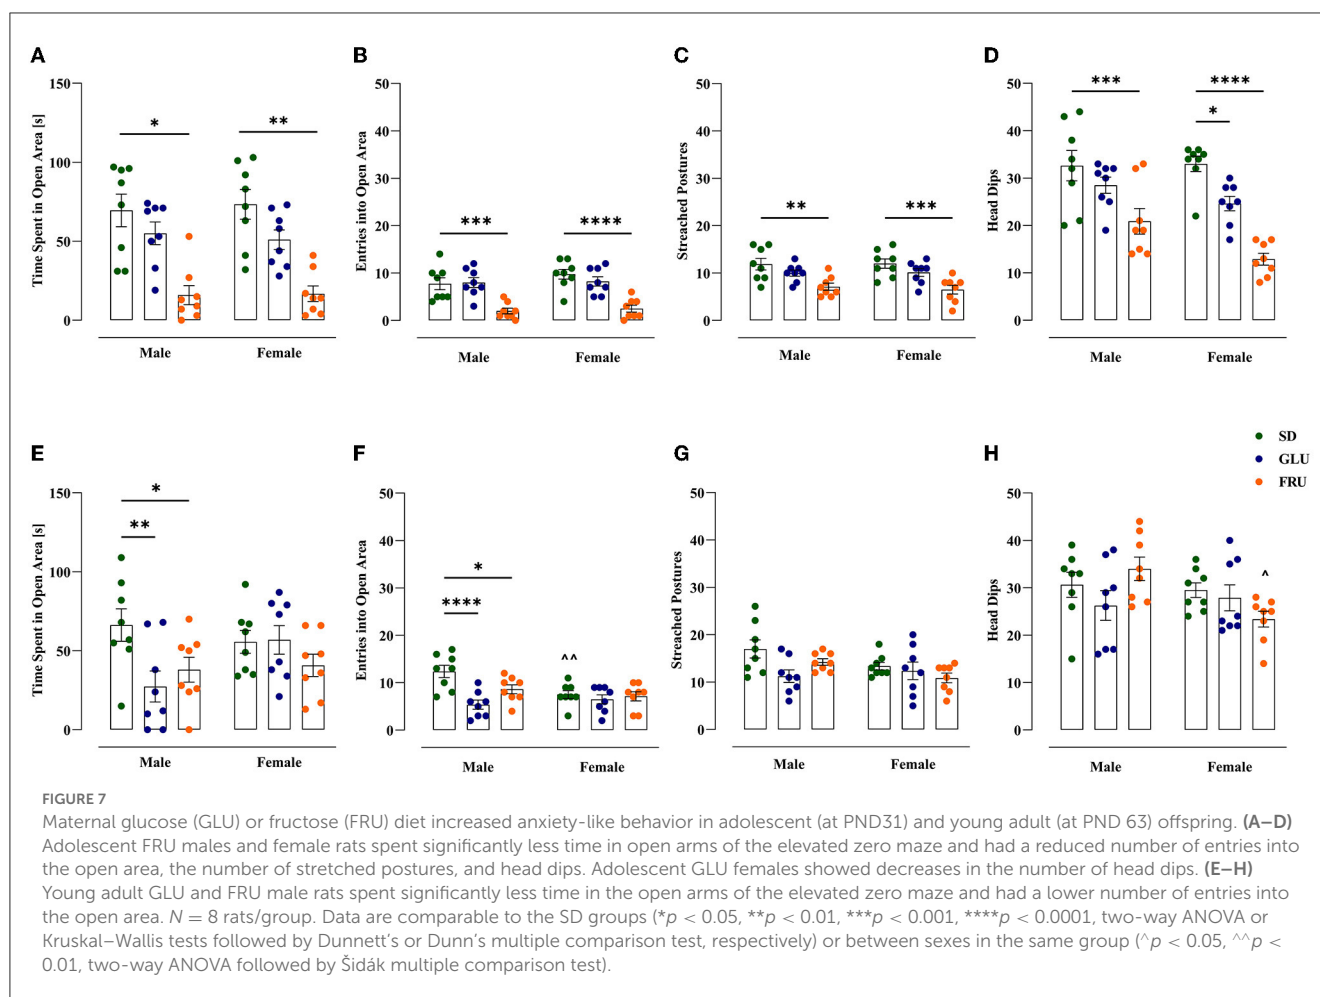 A
B
C
D
Time Spent in Open Area [s]
150
100
50
0
*
**
Male
Female
Entries into Open Area
50
40
30
20
10
0
***
****
Male
Female
Streached Postures
50
40
30
20
10
0
**
***
Male
Female
Head Dips
50
40
30
20
10
0
***
****
*
Male
Female
SD
GLU
FRU
E
F
G
H
Time Spent in Open Area [s]
150
100
50
0
*
**
Male
Female
Entries into Open Area
50
40
30
20
10
0
*
****
^^
Male
Female
Streached Postures
50
40
30
20
10
0
Male
Female
Head Dips
50
40
30
20
10
0
^
Male
Female
FIGURE 7
Maternal glucose (GLU) or fructose (FRU) diet increased anxiety-like behavior in adolescent (at PND31) and young adult (at PND 63) offspring. (A–D)
Adolescent FRU males and female rats spent significantly less time in open arms of the elevated zero maze and had a reduced number of entries into
the open area, the number of stretched postures, and head dips. Adolescent GLU females showed decreases in the number of head dips. (E–H)
Young adult GLU and FRU male rats spent significantly less time in the open arms of the elevated zero maze and had a lower number of entries into
the open area. N = 8 rats/group. Data are comparable to the SD groups (*p < 0.05, **p < 0.01, ***p < 0.001, ****p < 0.0001, two-way ANOVA or
Kruskal–Wallis tests followed by Dunnett's or Dunn's multiple comparison test, respectively) or between sexes in the same group (^p < 0.05, ^^p <
0.01, two-way ANOVA followed by Šidák multiple comparison test).